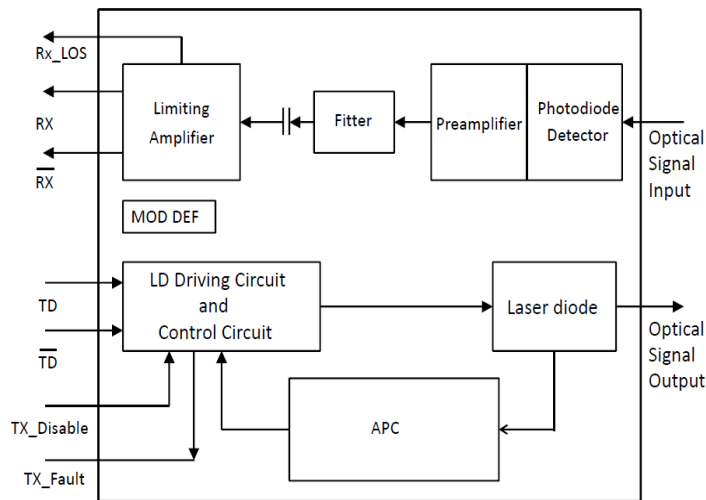 Rx_LOS
RX
RX
Limiting
Amplifier
Fitter
Preamplifier
Photodiode
Detector
Optical
Signal
Input
MOD DEF
TD
TD
LD Driving Circuit
and
Control Circuit
Laser diode
Optical
Signal
Output
APC
TX_Disable
TX_Fault